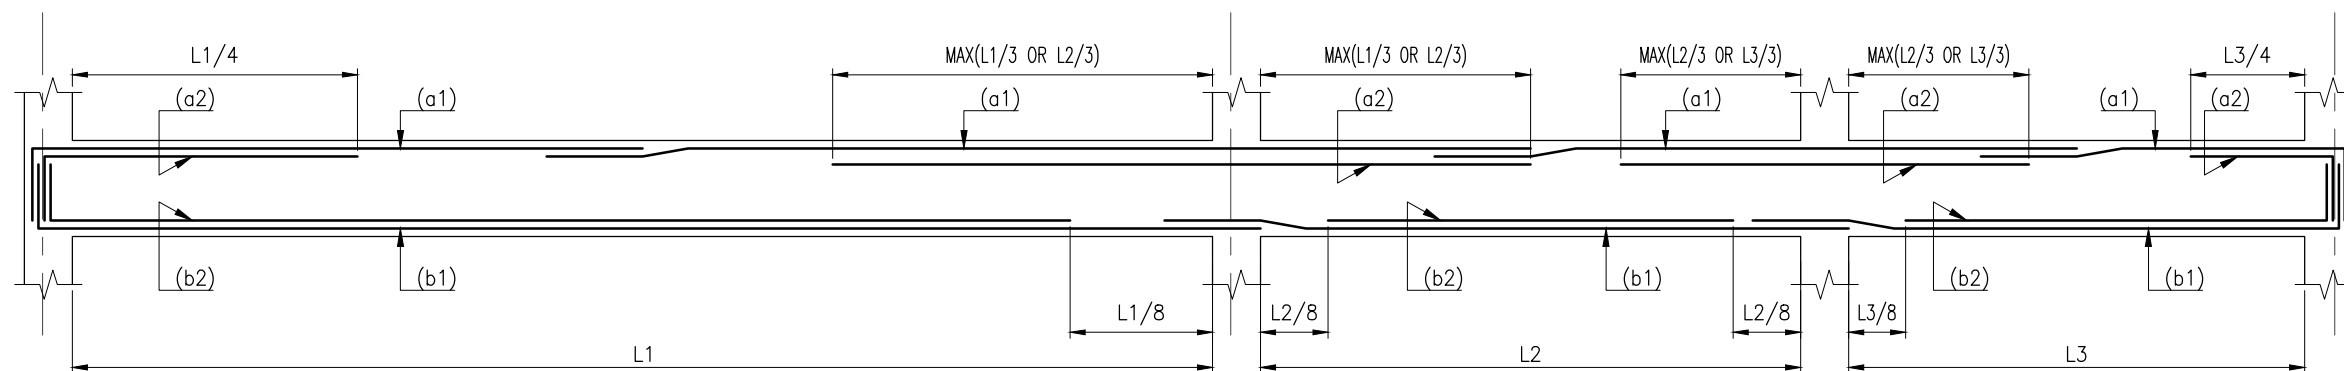 L1/4
MAX(L1/3 OR L2/3)
MAX(L1/3 OR L2/3)
MAX(L2/3 OR L3/3)
MAX(L2/3 OR L3/3)
L3/4
(a2)
(a1)
(a1)
(a2)
(a1)
(a2)
(a1)
(a2)
(b2)
(b1)
(b2)
(b1)
(b2)
(b1)
L1/8
L2/8
L2/8
L3/8
L1
L2
L3